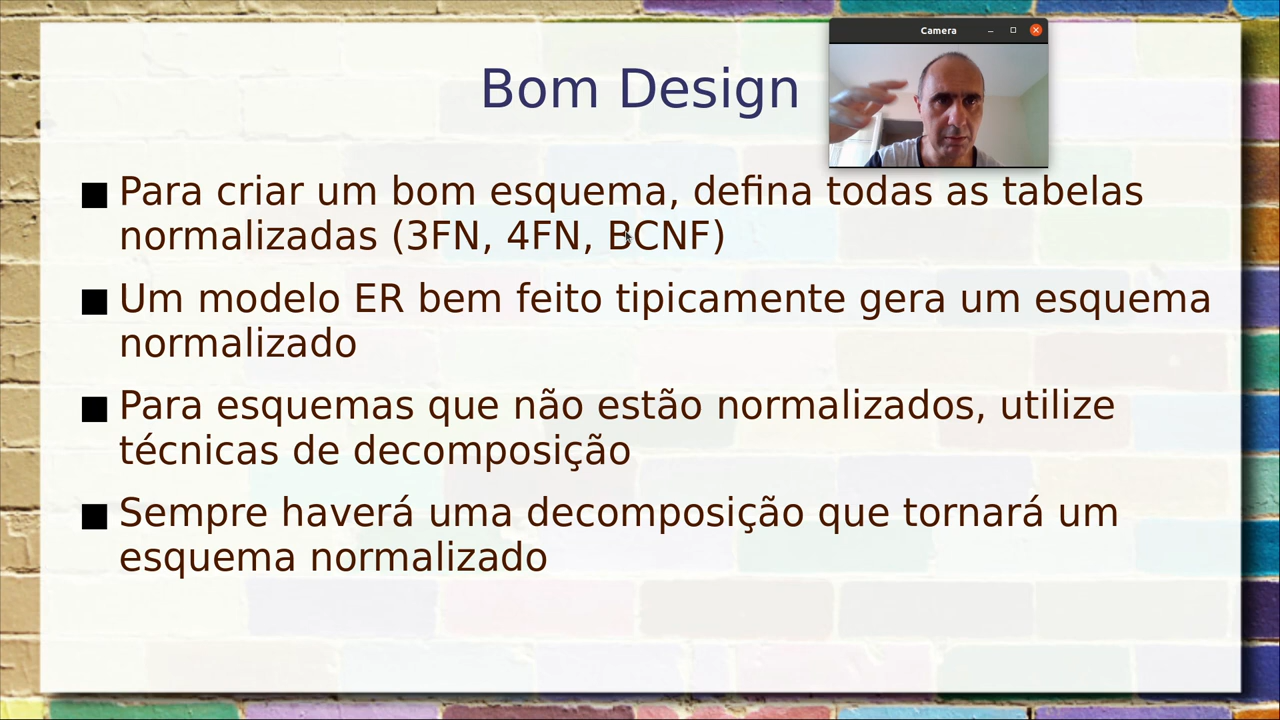 Camera
Bom Design
Para criar um bom esquema, defina todas as tabelas
normalizadas (3FN, 4FN, BCNF)
Um modelo ER bem feito tipicamente gera um esquema
normalizado
Para esquemas que não estão normalizados, utilize
técnicas de decomposição
Sempre haverá uma decomposição que tornará um
esquema normalizado